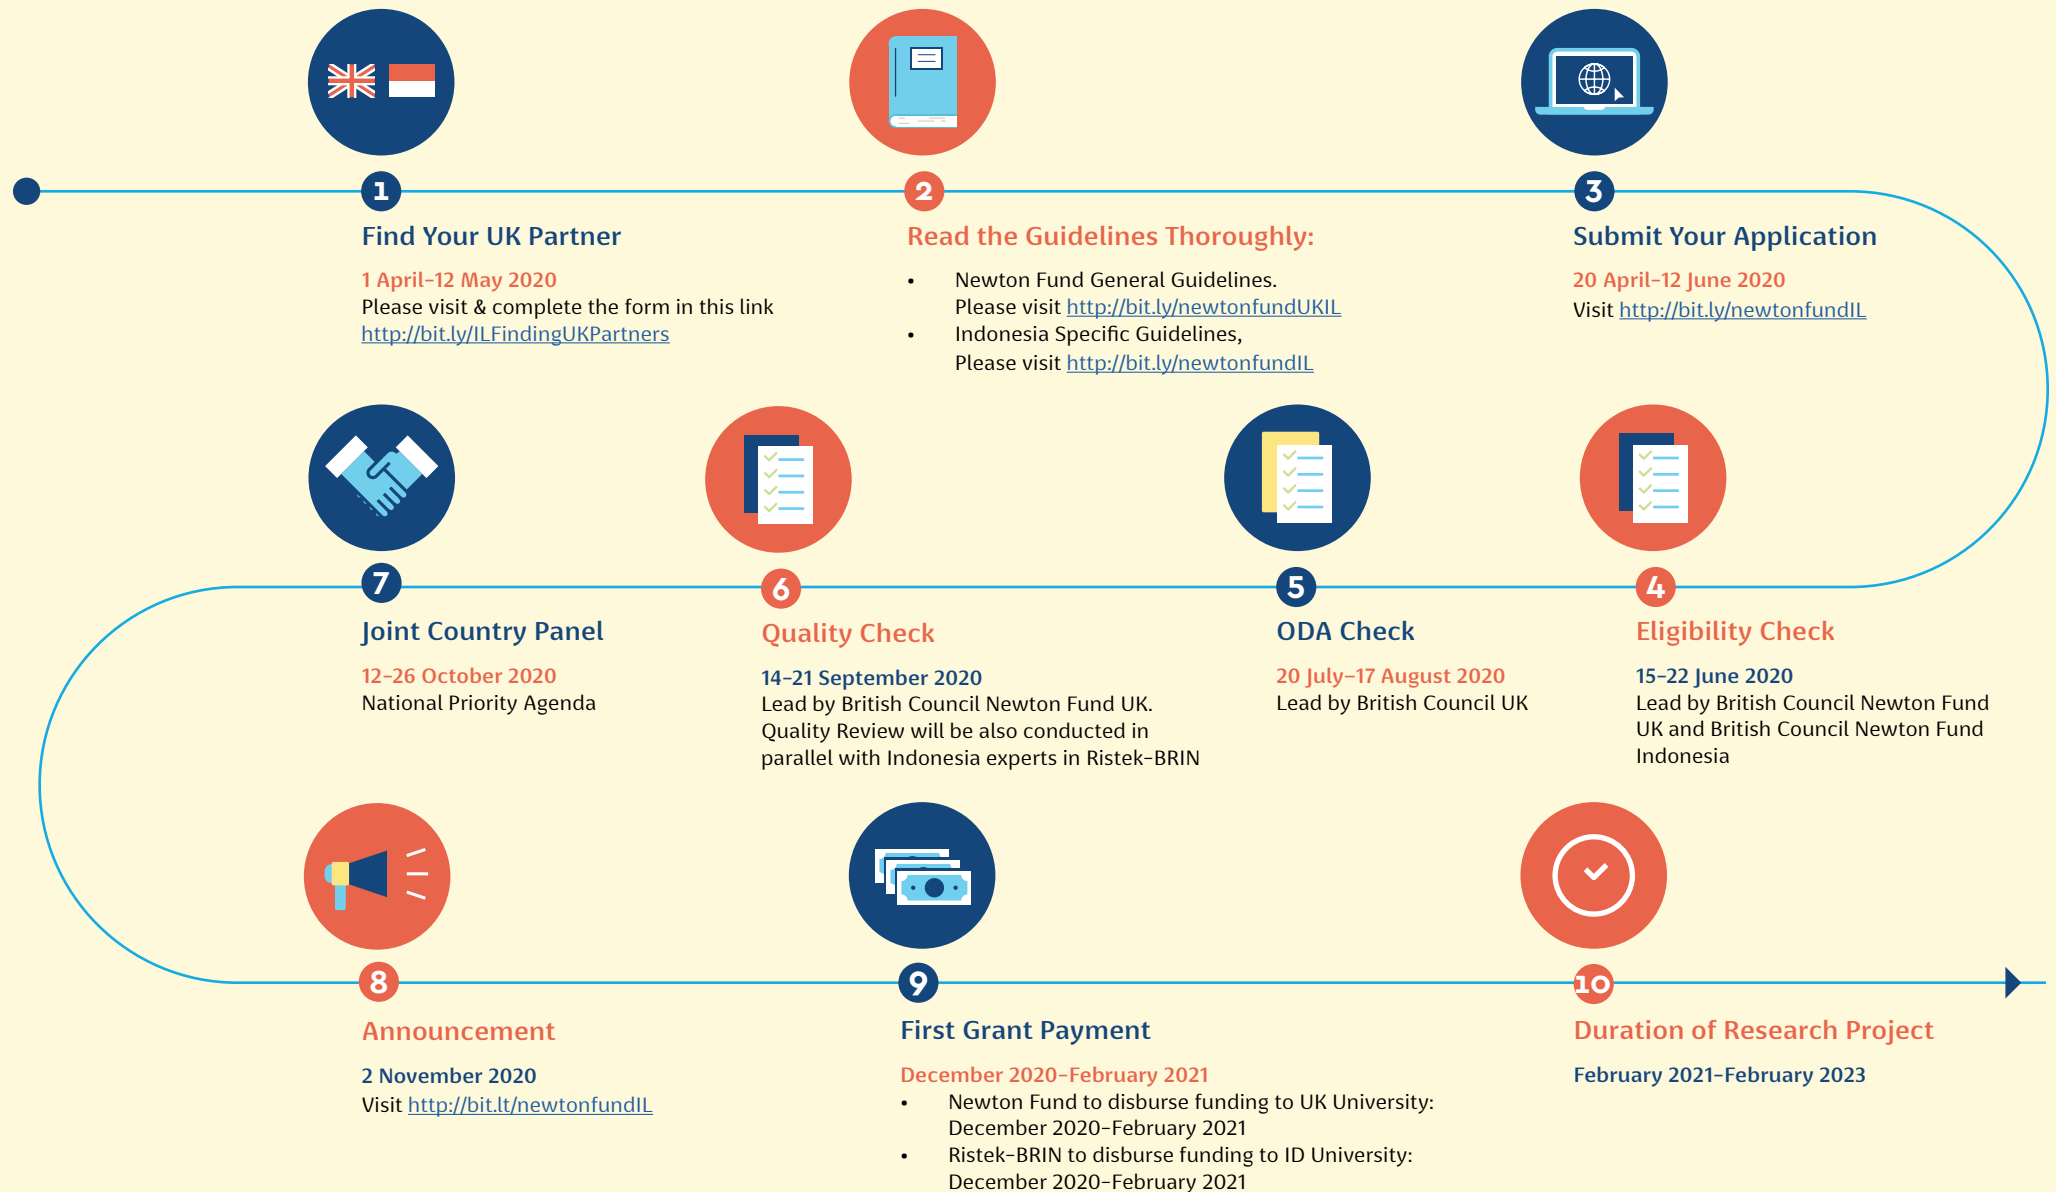 1
Find Your UK Partner
1 April–12 May 2020
Please visit & complete the form in this link
http://bit.ly/ILFindingUKPartners
2
Read the Guidelines Thoroughly:
• Newton Fund General Guidelines.
Please visit http://bit.ly/newtonfundUKIL
• Indonesia Specific Guidelines,
Please visit http://bit.ly/newtonfundIL
3
Submit Your Application
20 April–12 June 2020
Visit http://bit.ly/newtonfundIL
4
Eligibility Check
15–22 June 2020
Lead by British Council Newton Fund
UK and British Council Newton Fund
Indonesia
5
ODA Check
20 July–17 August 2020
Lead by British Council UK
6
Quality Check
14–21 September 2020
Lead by British Council Newton Fund UK.
Quality Review will be also conducted in
parallel with Indonesia experts in Ristek-BRIN
7
Joint Country Panel
12–26 October 2020
National Priority Agenda
8
Announcement
2 November 2020
Visit http://bit.lt/newtonfundIL
9
First Grant Payment
December 2020–February 2021
• Newton Fund to disburse funding to UK University:
December 2020–February 2021
• Ristek-BRIN to disburse funding to ID University:
December 2020–February 2021
10
Duration of Research Project
February 2021–February 2023